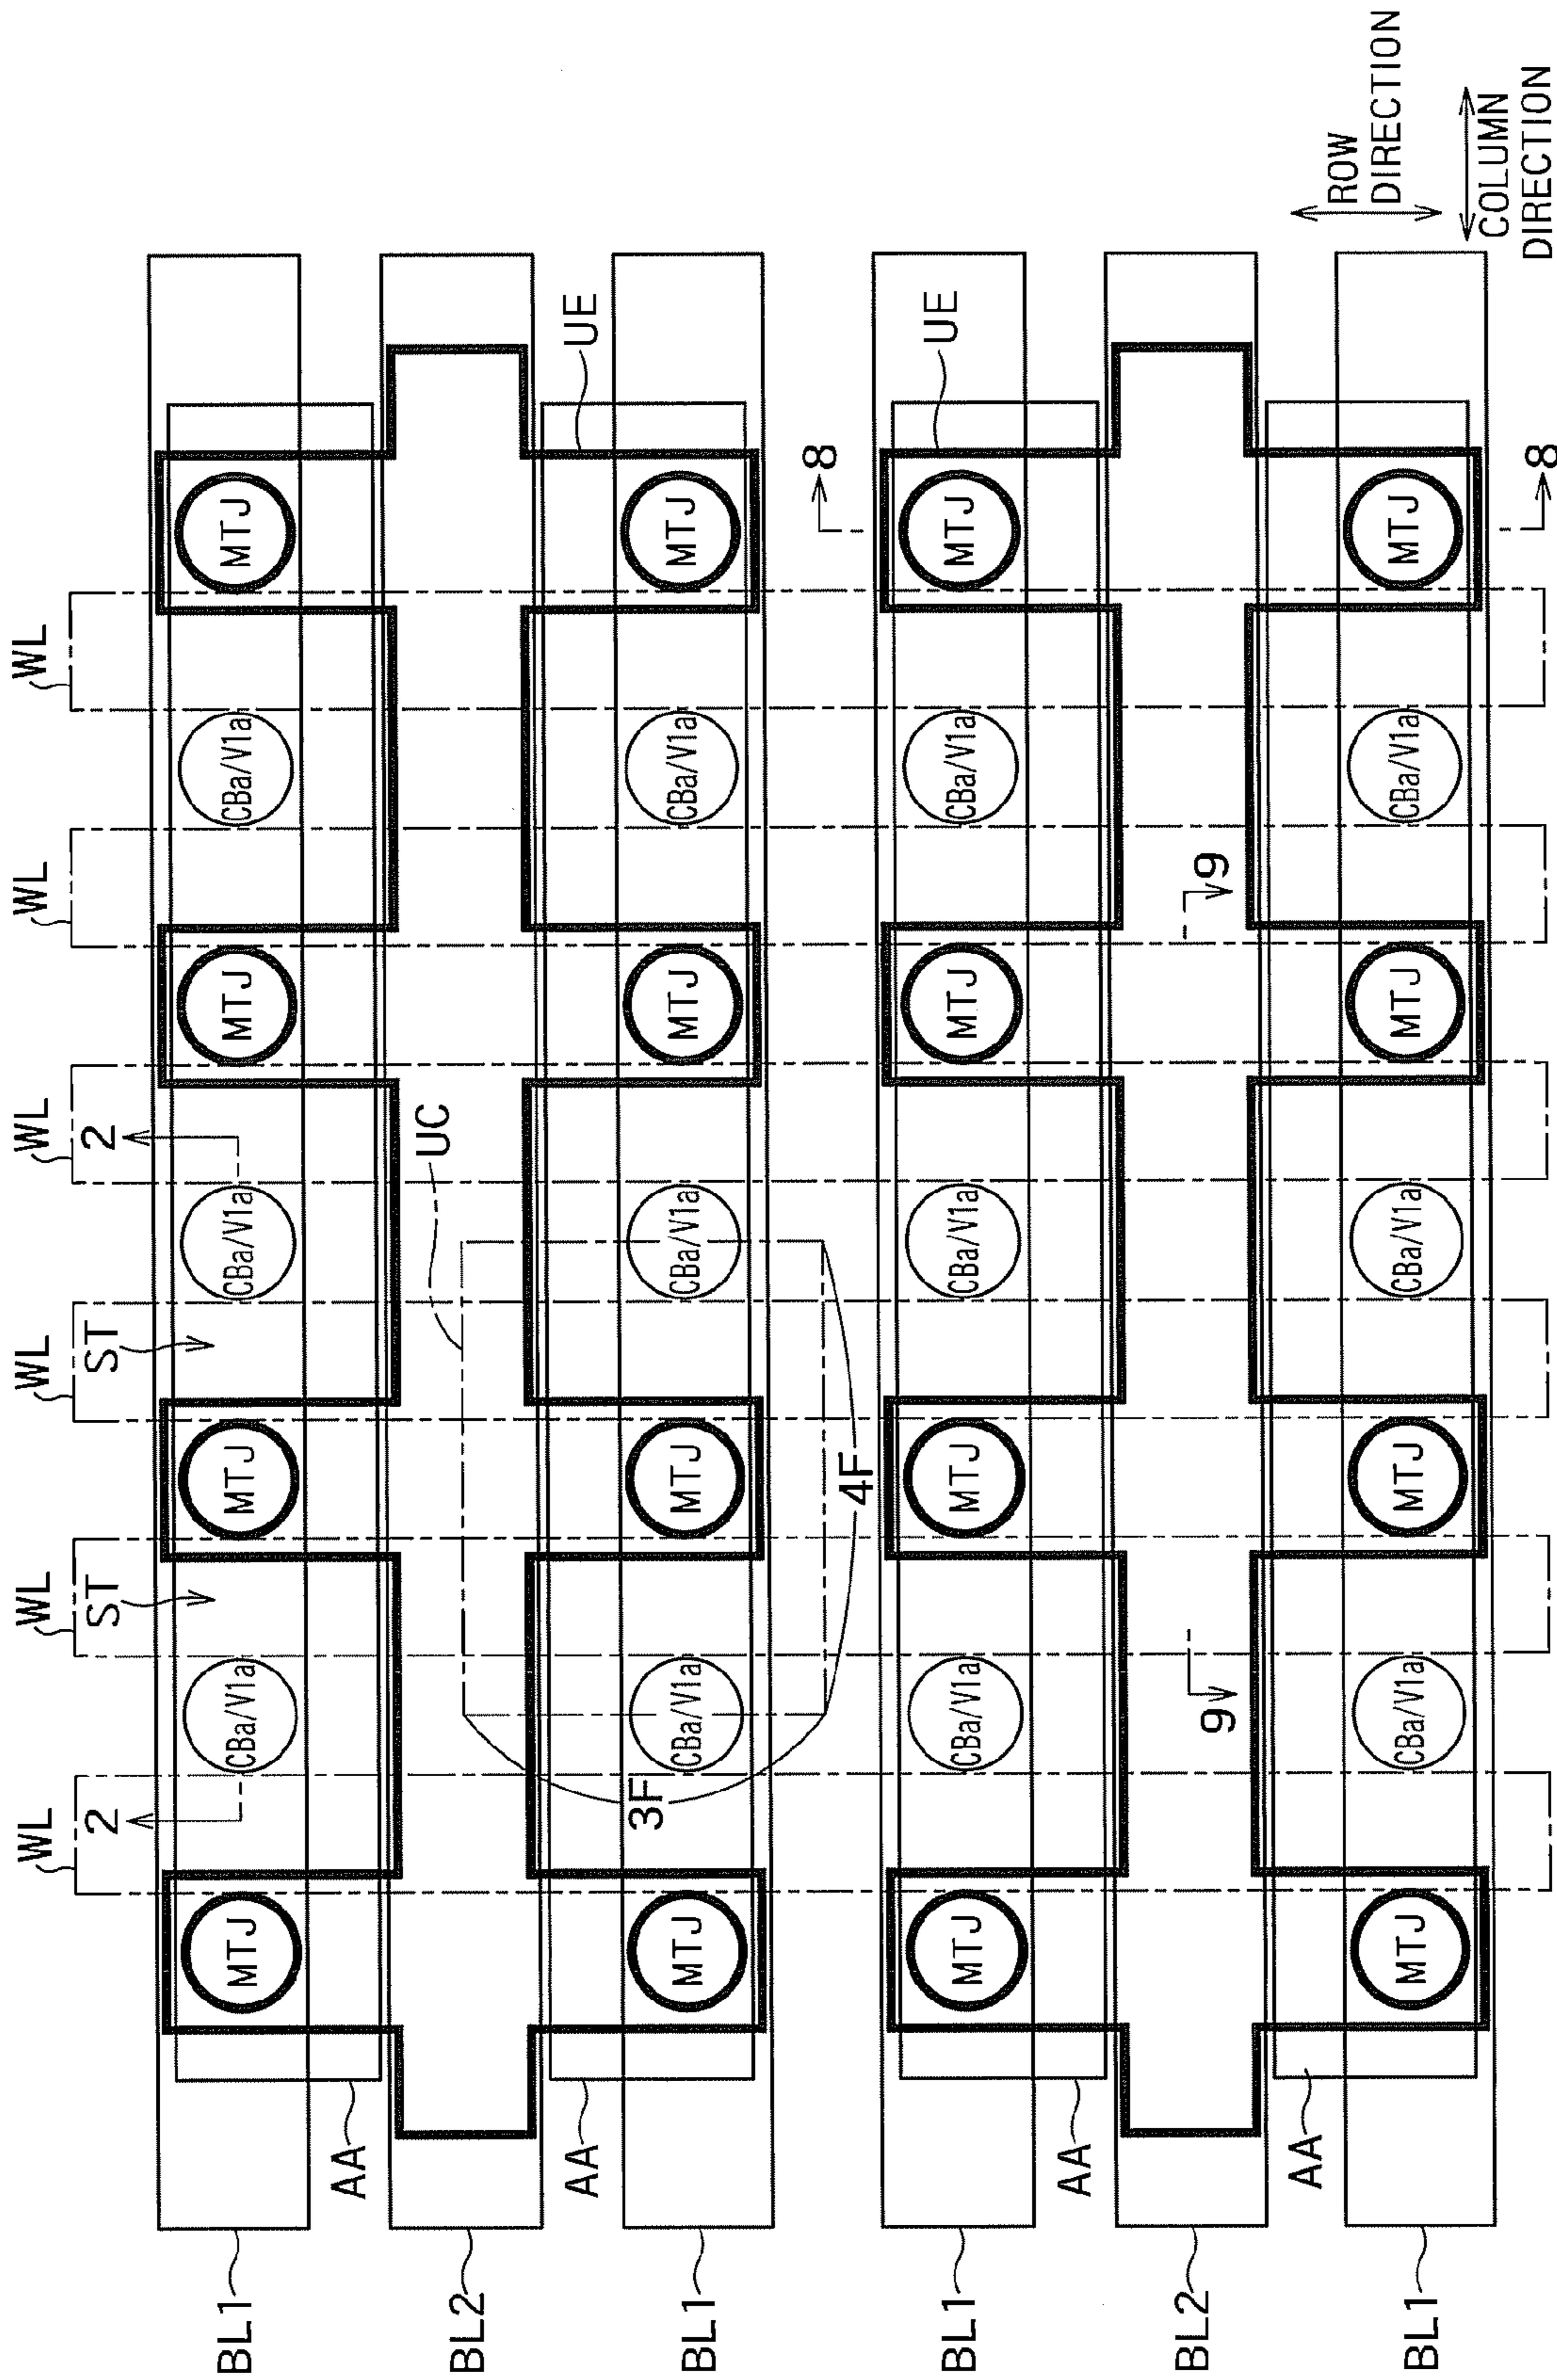 WL
WL
WL
WL
WL
WL
2
ST
ST
2
BL1
MTJ
CBa/V1a
MTJ
CBa/V1a
MTJ
CBa/V1a
MTJ
AA
UC
BL2
AA
UE
3F
BL1
MTJ
CBa/V1a
MTJ
CBa/V1a
MTJ
CBa/V1a
MTJ
8
4F
UE
BL1
MTJ
CBa/V1a
MTJ
CBa/V1a
MTJ
CBa/V1a
MTJ
AA
BL2
9
9
AA
ROW
DIRECTION
BL1
MTJ
CBa/V1a
MTJ
CBa/V1a
MTJ
CBa/V1a
MTJ
8
COLUMN
DIRECTION